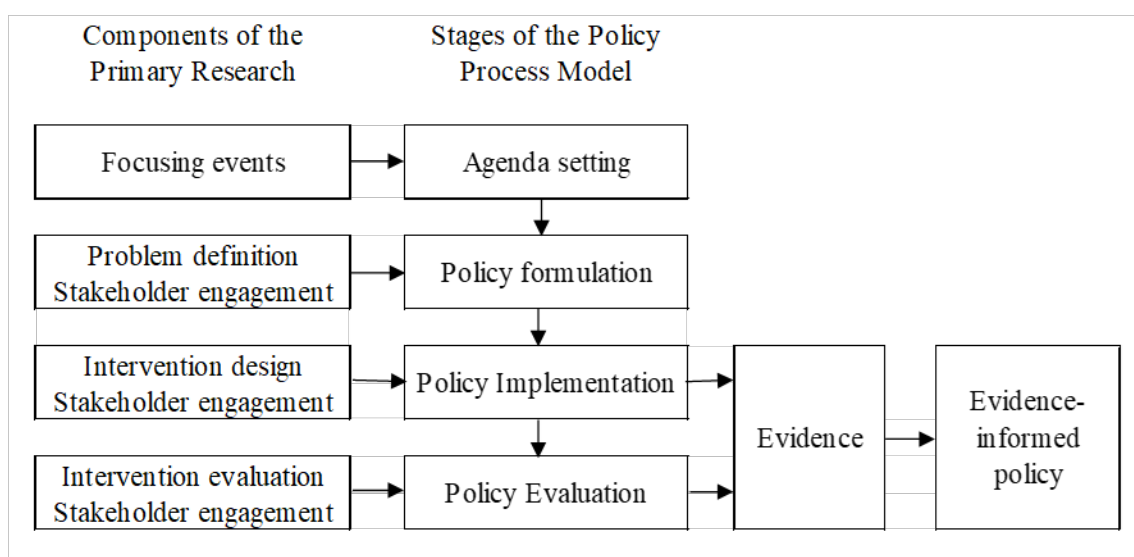 Components of the
Primary Research
Stages of the Policy
Process Model
Focusing events
Agenda setting
Problem definition
Stakeholder engagement
Policy formulation
Intervention design
Stakeholder engagement
Policy Implementation
Intervention evaluation
Stakeholder engagement
Policy Evaluation
Evidence
Evidence-
informed
policy